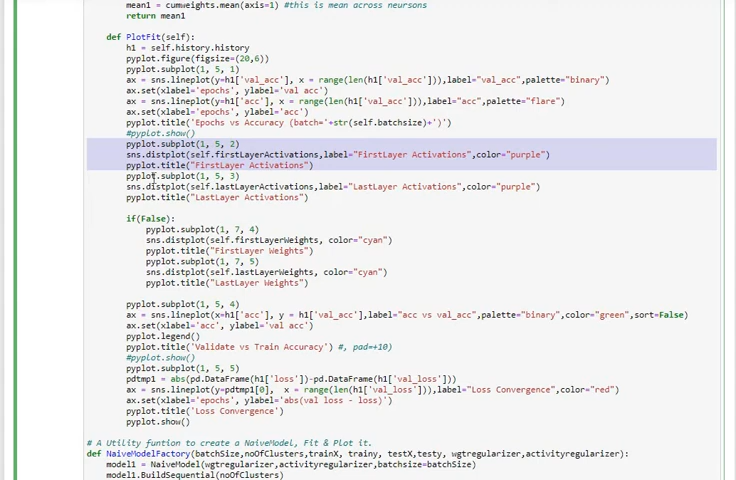 mean1 = cumweights.mean(axis=1) #this is mean across neursons
return mean1
def PlotFit(self):
h1 = self.history.history
pyplot.figure(figsize=(20,6))
pyplot.subplot(1, 5, 1)
ax = sns.lineplot(y=h1['val_acc'], x = range(len(h1['val_acc'])),label="val_acc",palette="binary")
ax.set(xlabel='epochs', ylabel='val acc')
ax = sns.lineplot(y=h1['acc'], x = range(len(h1['val_acc'])),label="acc",palette="flare")
ax.set(xlabel='epochs', ylabel='acc')
pyplot.title('Epochs vs Accuracy (batch='+str(self.batchsize)+')')
#pyplot.show()
pyplot.subplot(1, 5, 2)
sns.distplot(self.firstLayerActivations,label="FirstLayer Activations",color="purple")
pyplot.title("FirstLayer Activations")
pyplot.subplot(1, 5, 3)
sns.distplot(self.lastLayerActivations,label="LastLayer Activations",color="purple")
pyplot.title("LastLayer Activations")
if(False):
pyplot.subplot(1, 7, 4)
sns.distplot(self.firstLayerWeights, color="cyan")
pyplot.title("FirstLayer Weights")
pyplot.subplot(1, 7, 5)
sns.distplot(self.lastLayerWeights, color="cyan")
pyplot.title("LastLayer Weights")
pyplot.subplot(1, 5, 4)
ax = sns.lineplot(x=h1['acc'], y = h1['val_acc'],label="acc vs val_acc",palette="binary",color="green",sort=False)
ax.set(xlabel='acc', ylabel='val acc')
pyplot.legend()
pyplot.title('Validate vs Train Accuracy') #, pad=+10)
#pyplot.show()
pyplot.subplot(1, 5, 5)
pdtmp1 = abs(pd.DataFrame(h1['loss'])-pd.DataFrame(h1['val_loss']))
ax = sns.lineplot(y=pdtmp1[0], x = range(len(h1['val_loss'])),label="Loss Convergence",color="red")
ax.set(xlabel='epochs', ylabel='abs(val loss - loss)')
pyplot.title('Loss Convergence')
pyplot.show()
# A Utility funtion to create a NaiveModel, Fit & Plot it.
def NaiveModelFactory(batchSize,noOfClusters,trainX, trainy, testX,testy, wgtregularizer,activityregularizer):
model1 = NaiveModel(wgtregularizer,activityregularizer,batchsize=batchSize)
model1.BuildSequential(noOfClusters)